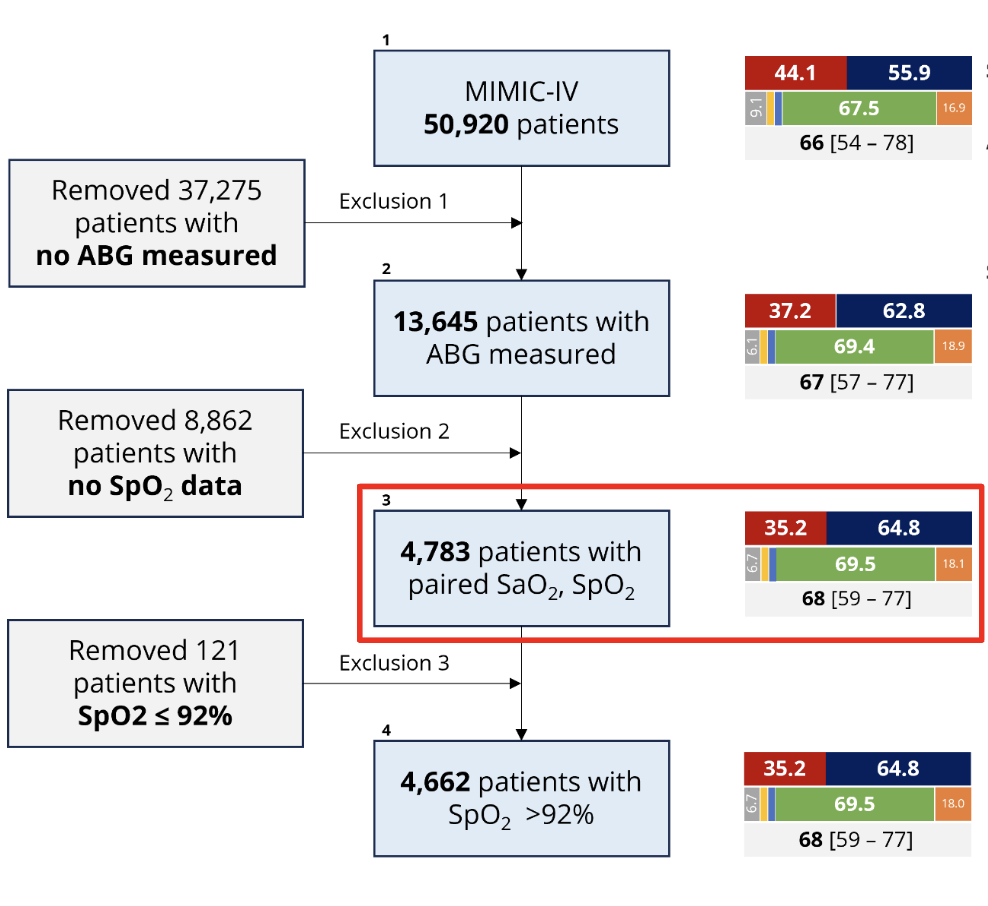 1
MIMIC-IV
50,920 patients
44.1 55.9
9.1 67.5 16.9
66 [54 – 78]
Removed 37,275
patients with
no ABG measured
Exclusion 1
2
13,645 patients with
ABG measured
37.2 62.8
6.1 69.4 18.9
67 [57 – 77]
Removed 8,862
patients with
no SpO₂ data
Exclusion 2
3
4,783 patients with
paired SaO₂, SpO₂
35.2 64.8
6.7 69.5 18.1
68 [59 – 77]
Removed 121
patients with
SpO2 ≤ 92%
Exclusion 3
4
4,662 patients with
SpO₂ >92%
35.2 64.8
6.7 69.5 18.0
68 [59 – 77]